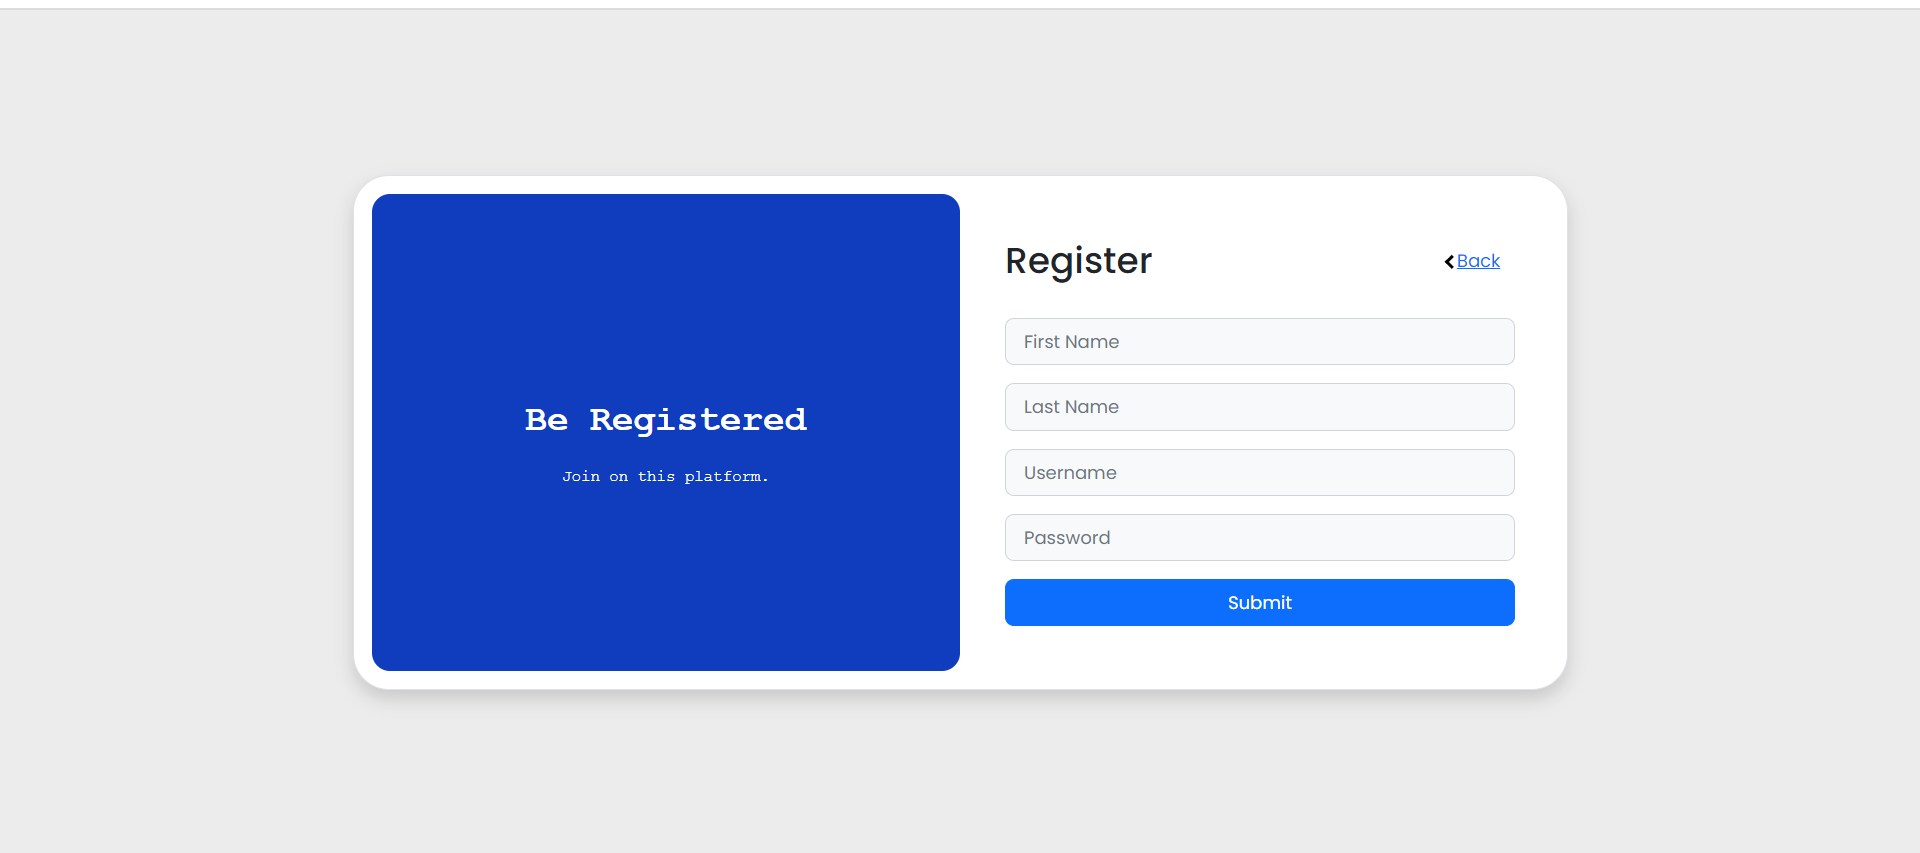 Be Registered
Join on this platform.
Register
Back
First Name
Last Name
Username
Password
Submit